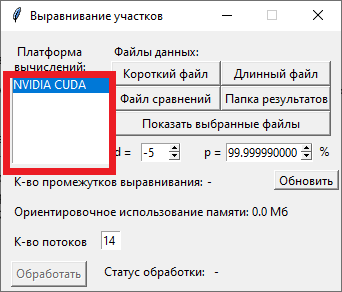 Выравнивание участков
Платформа вычислений:
Файлы данных:
NVIDIA CUDA
Короткий файл
Длинный файл
Файл сравнений
Папка результатов
Показать выбранные файлы
d = -5
p = 99.999990000 %
К-во промежутков выравнивания: -
Обновить
Ориентировочное использование памяти: 0.0 Мб
К-во потоков 14
Обработать
Статус обработки: -